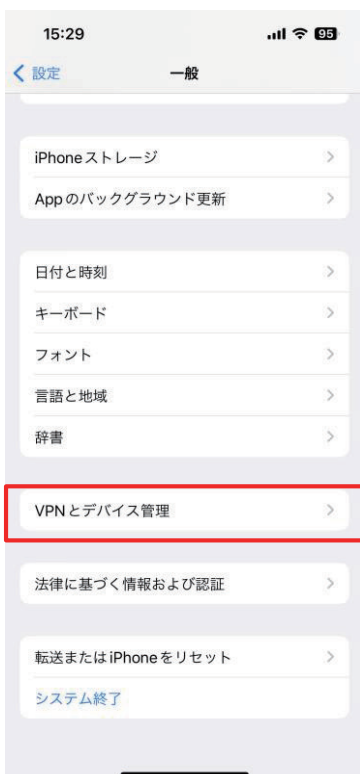 15:29
95
設定
一般
iPhoneストレージ
Appのバックグラウンド更新
日付と時刻
キーボード
フォント
言語と地域
辞書
VPNとデバイス管理
法律に基づく情報および認証
転送またはiPhoneをリセット
システム終了